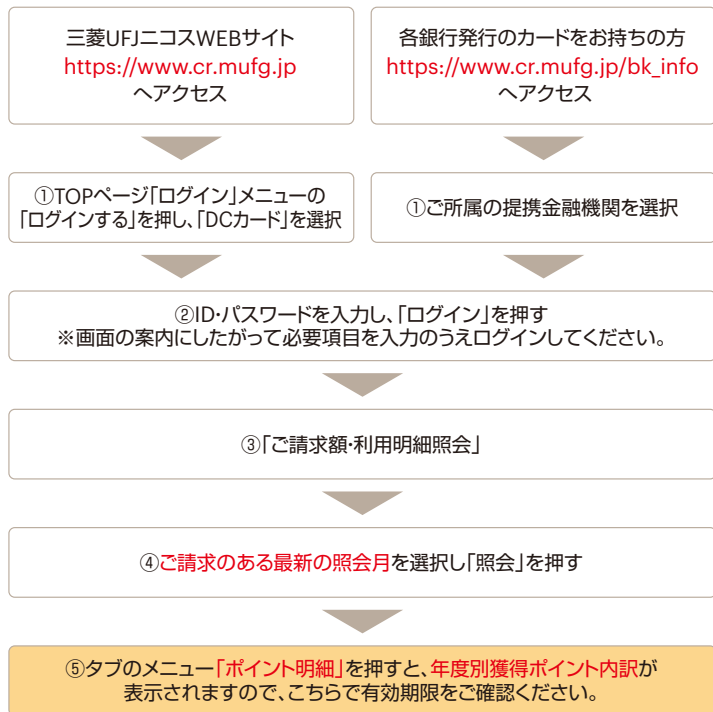 三菱UFJニコスWEBサイト
https://www.cr.mufg.jp
へアクセス
各銀行発行のカードをお持ちの方
https://www.cr.mufg.jp/bk_info
へアクセス
①TOPページ「ログイン」メニューの
「ログインする」を押し、「DCカード」を選択
①ご所属の提携金融機関を選択
②ID・パスワードを入力し、「ログイン」を押す
※画面の案内にしたがって必要項目を入力のうえログインしてください。
③「ご請求額・利用明細照会」
④ご請求のある最新の照会月を選択し「照会」を押す
⑤タブのメニュー「ポイント明細」を押すと、年度別獲得ポイント内訳が
表示されますので、こちらで有効期限をご確認ください。